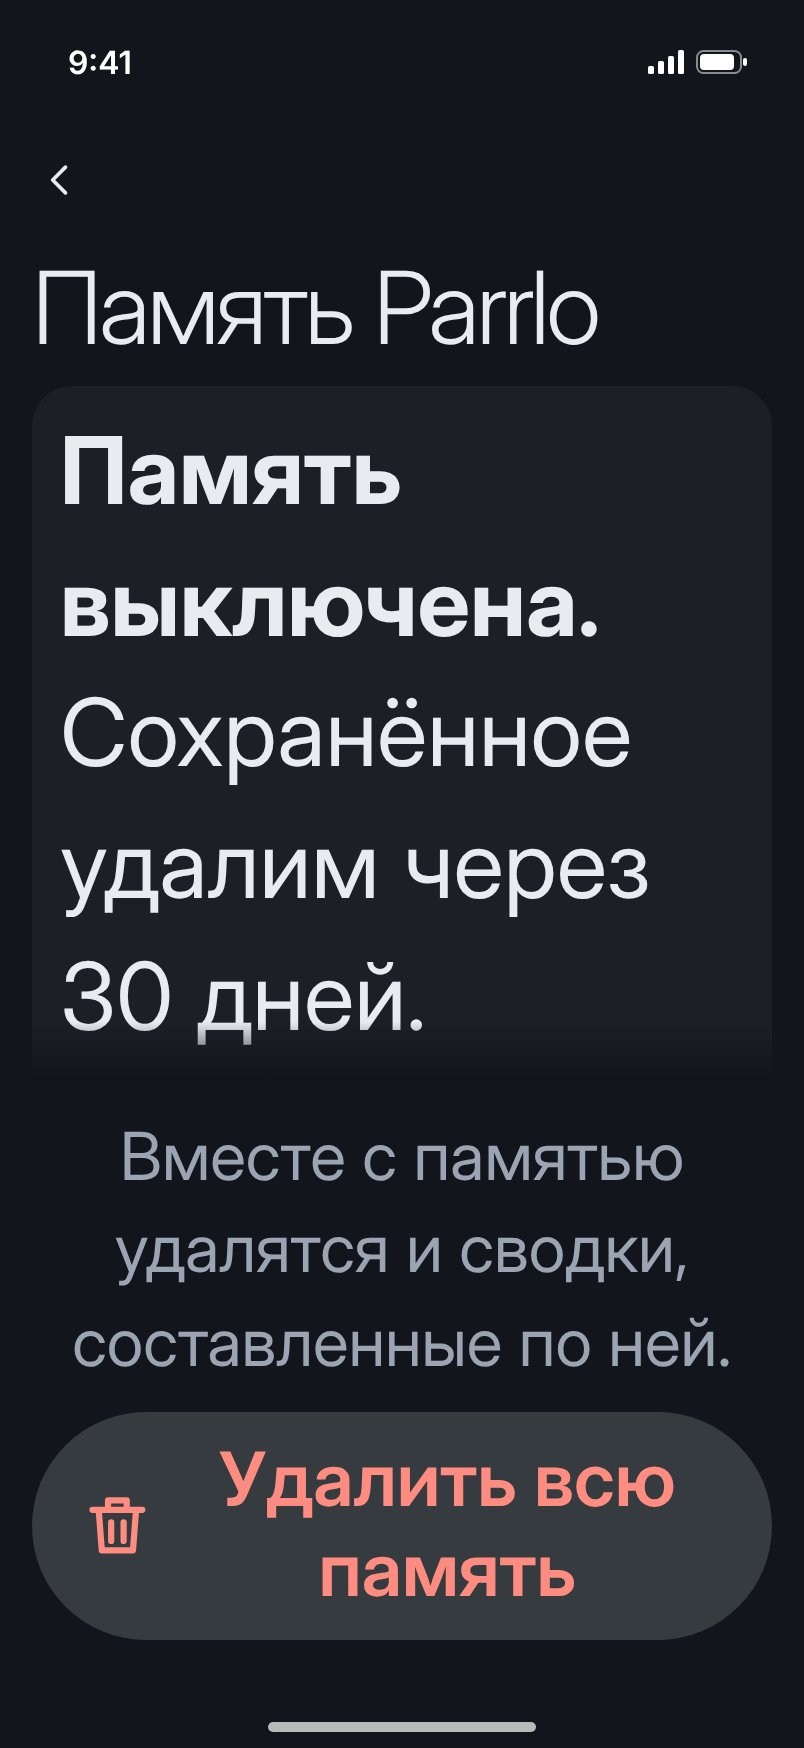 9:41
Память Parrlo
Память
выключена.
Сохранённое
удалим через
30 дней.
Вместе с памятью
удалятся и сводки,
составленные по ней.
Удалить всю
память